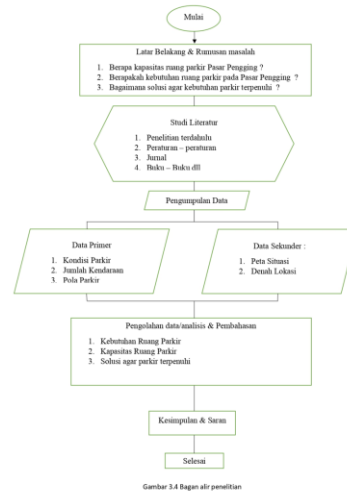 Mulai
Latar Belakang & Rumusan masalah
1. Berapa kapasitas ruang parkir Pasar Pengging ?
2. Berapakah kebutuhan ruang parkir pada Pasar Pengging ?
3. Bagaimana solusi agar kebutuhan parkir terpenuhi ?
Studi Literatur
1. Penelitian terdahulu
2. Peraturan – peraturan
3. Jurnal
4. Buku – Buku dll
Pengumpulan Data
Data Primer
1. Kondisi Parkir
2. Jumlah Kendaraan
3. Pola Parkir
Data Sekunder :
1. Peta Situasi
2. Denah Lokasi
Pengolahan data/analisis & Pembahasan
1. Kebutuhan Ruang Parkir
2. Kapasitas Ruang Parkir
3. Solusi agar parkir terpenuhi
Kesimpulan & Saran
Selesai
Gambar 3.4 Bagan alir penelitian